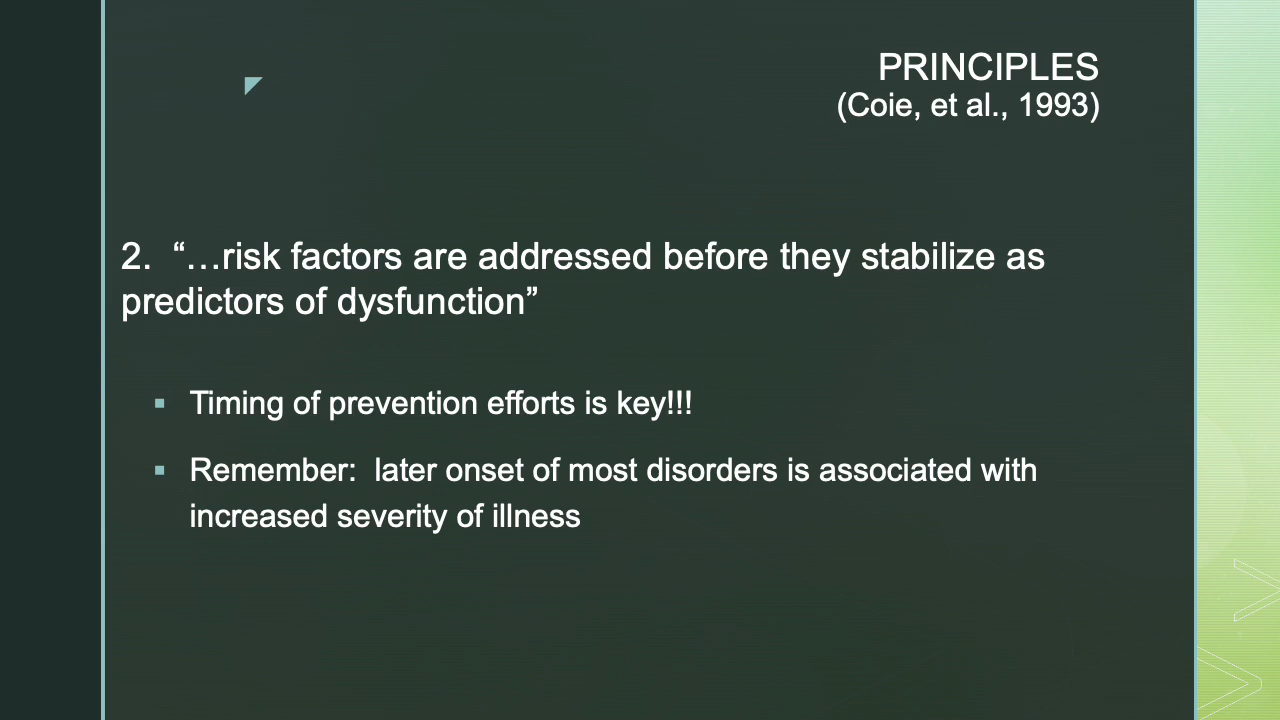 PRINCIPLES
(Coie, et al., 1993)
2.  “…risk factors are addressed before they stabilize as
predictors of dysfunction”
▪ Timing of prevention efforts is key!!!
▪ Remember:  later onset of most disorders is associated with
increased severity of illness